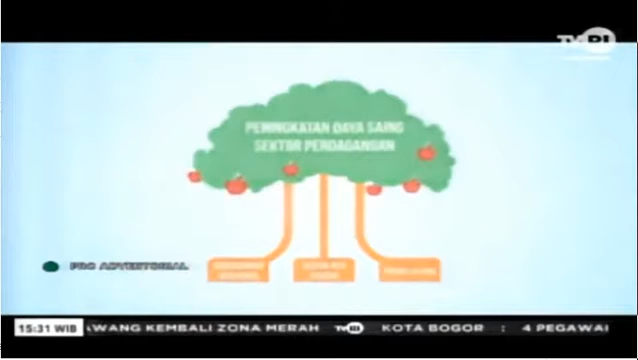 TVRI
PENINGKATAN DAYA SAING
SEKTOR PERDAGANGAN
PRO ADVERTORIAL
15:31 WIB
AWANG KEMBALI ZONA MERAH TVRI KOTA BOGOR : 4 PEGAWAI